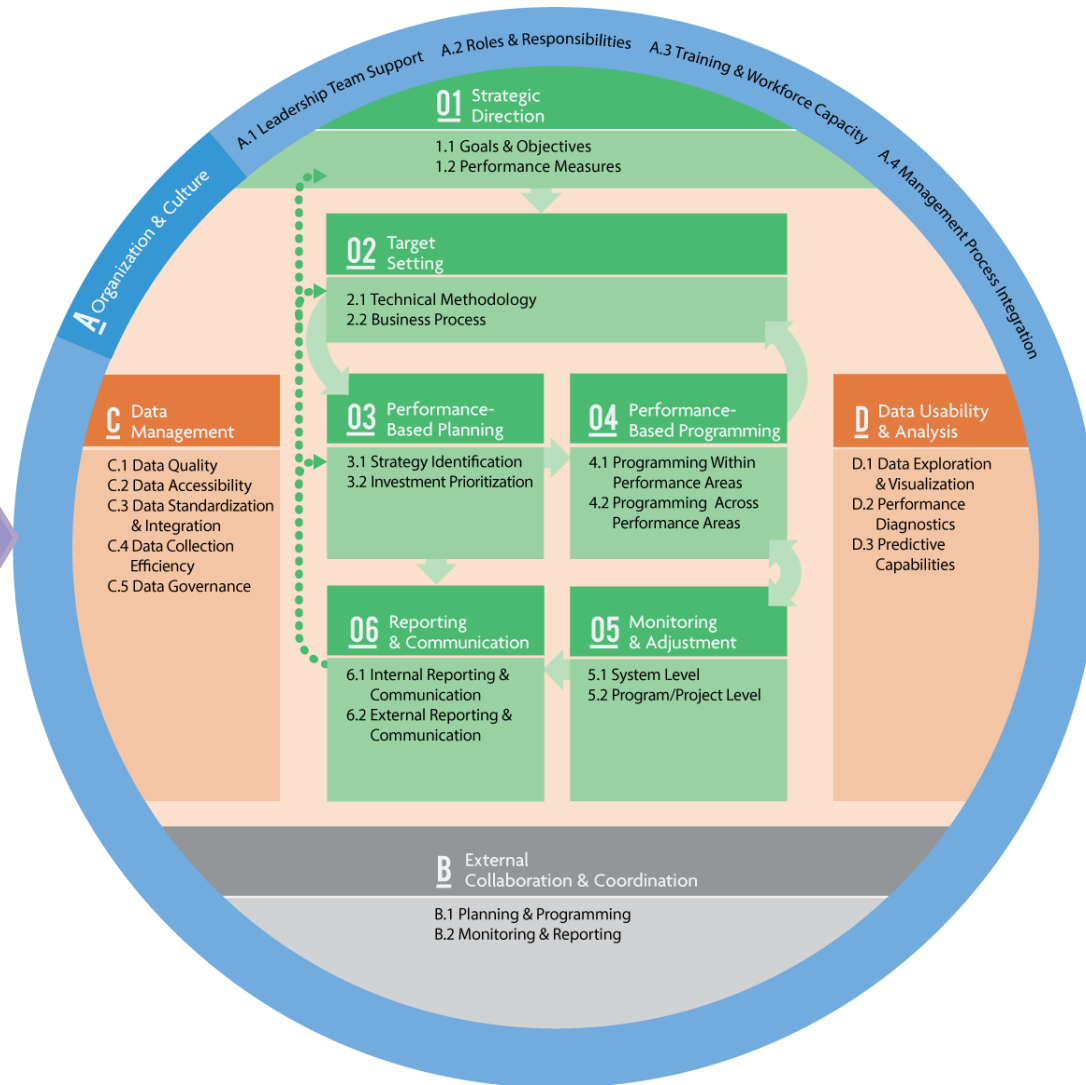 A.1 Leadership Team Support
A.2 Roles & Responsibilities
A.3 Training & Workforce Capacity
A.4 Management Process Integration
A Organization & Culture
01 Strategic
Direction
1.1 Goals & Objectives
1.2 Performance Measures
02 Target
Setting
2.1 Technical Methodology
2.2 Business Process
C Data
Management
C.1 Data Quality
C.2 Data Accessibility
C.3 Data Standardization
& Integration
C.4 Data Collection
Efficiency
C.5 Data Governance
03 Performance-
Based Planning
3.1 Strategy Identification
3.2 Investment Prioritization
04 Performance-
Based Programming
4.1 Programming Within
Performance Areas
4.2 Programming Across
Performance Areas
D Data Usability
& Analysis
D.1 Data Exploration
& Visualization
D.2 Performance
Diagnostics
D.3 Predictive
Capabilities
06 Reporting
& Communication
6.1 Internal Reporting &
Communication
6.2 External Reporting &
Communication
05 Monitoring
& Adjustment
5.1 System Level
5.2 Program/Project Level
B External
Collaboration & Coordination
B.1 Planning & Programming
B.2 Monitoring & Reporting